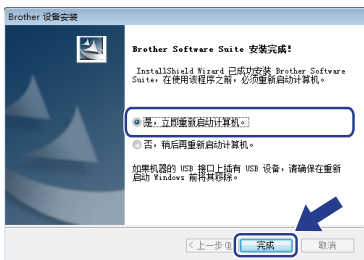 Brother 设备安装
Brother Software Suite 安装完成!
InstallShield Wizard 已成功安装 Brother Software
Suite，在使用该程序之前，必须重新启动计算机。
是，立即重新启动计算机。
否，稍后再重新启动计算机。
如果机器的 USB 接口上插有 USB 设备，请确保在重新
启动 Windows 前将其移除。
<上一步 完成 取消